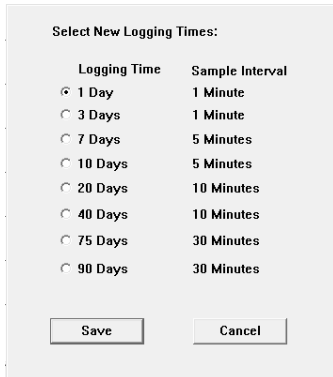 Select New Logging Times:
Logging Time Sample Interval
1 Day 1 Minute
3 Days 1 Minute
7 Days 5 Minutes
10 Days 5 Minutes
20 Days 10 Minutes
40 Days 10 Minutes
75 Days 30 Minutes
90 Days 30 Minutes
Save Cancel